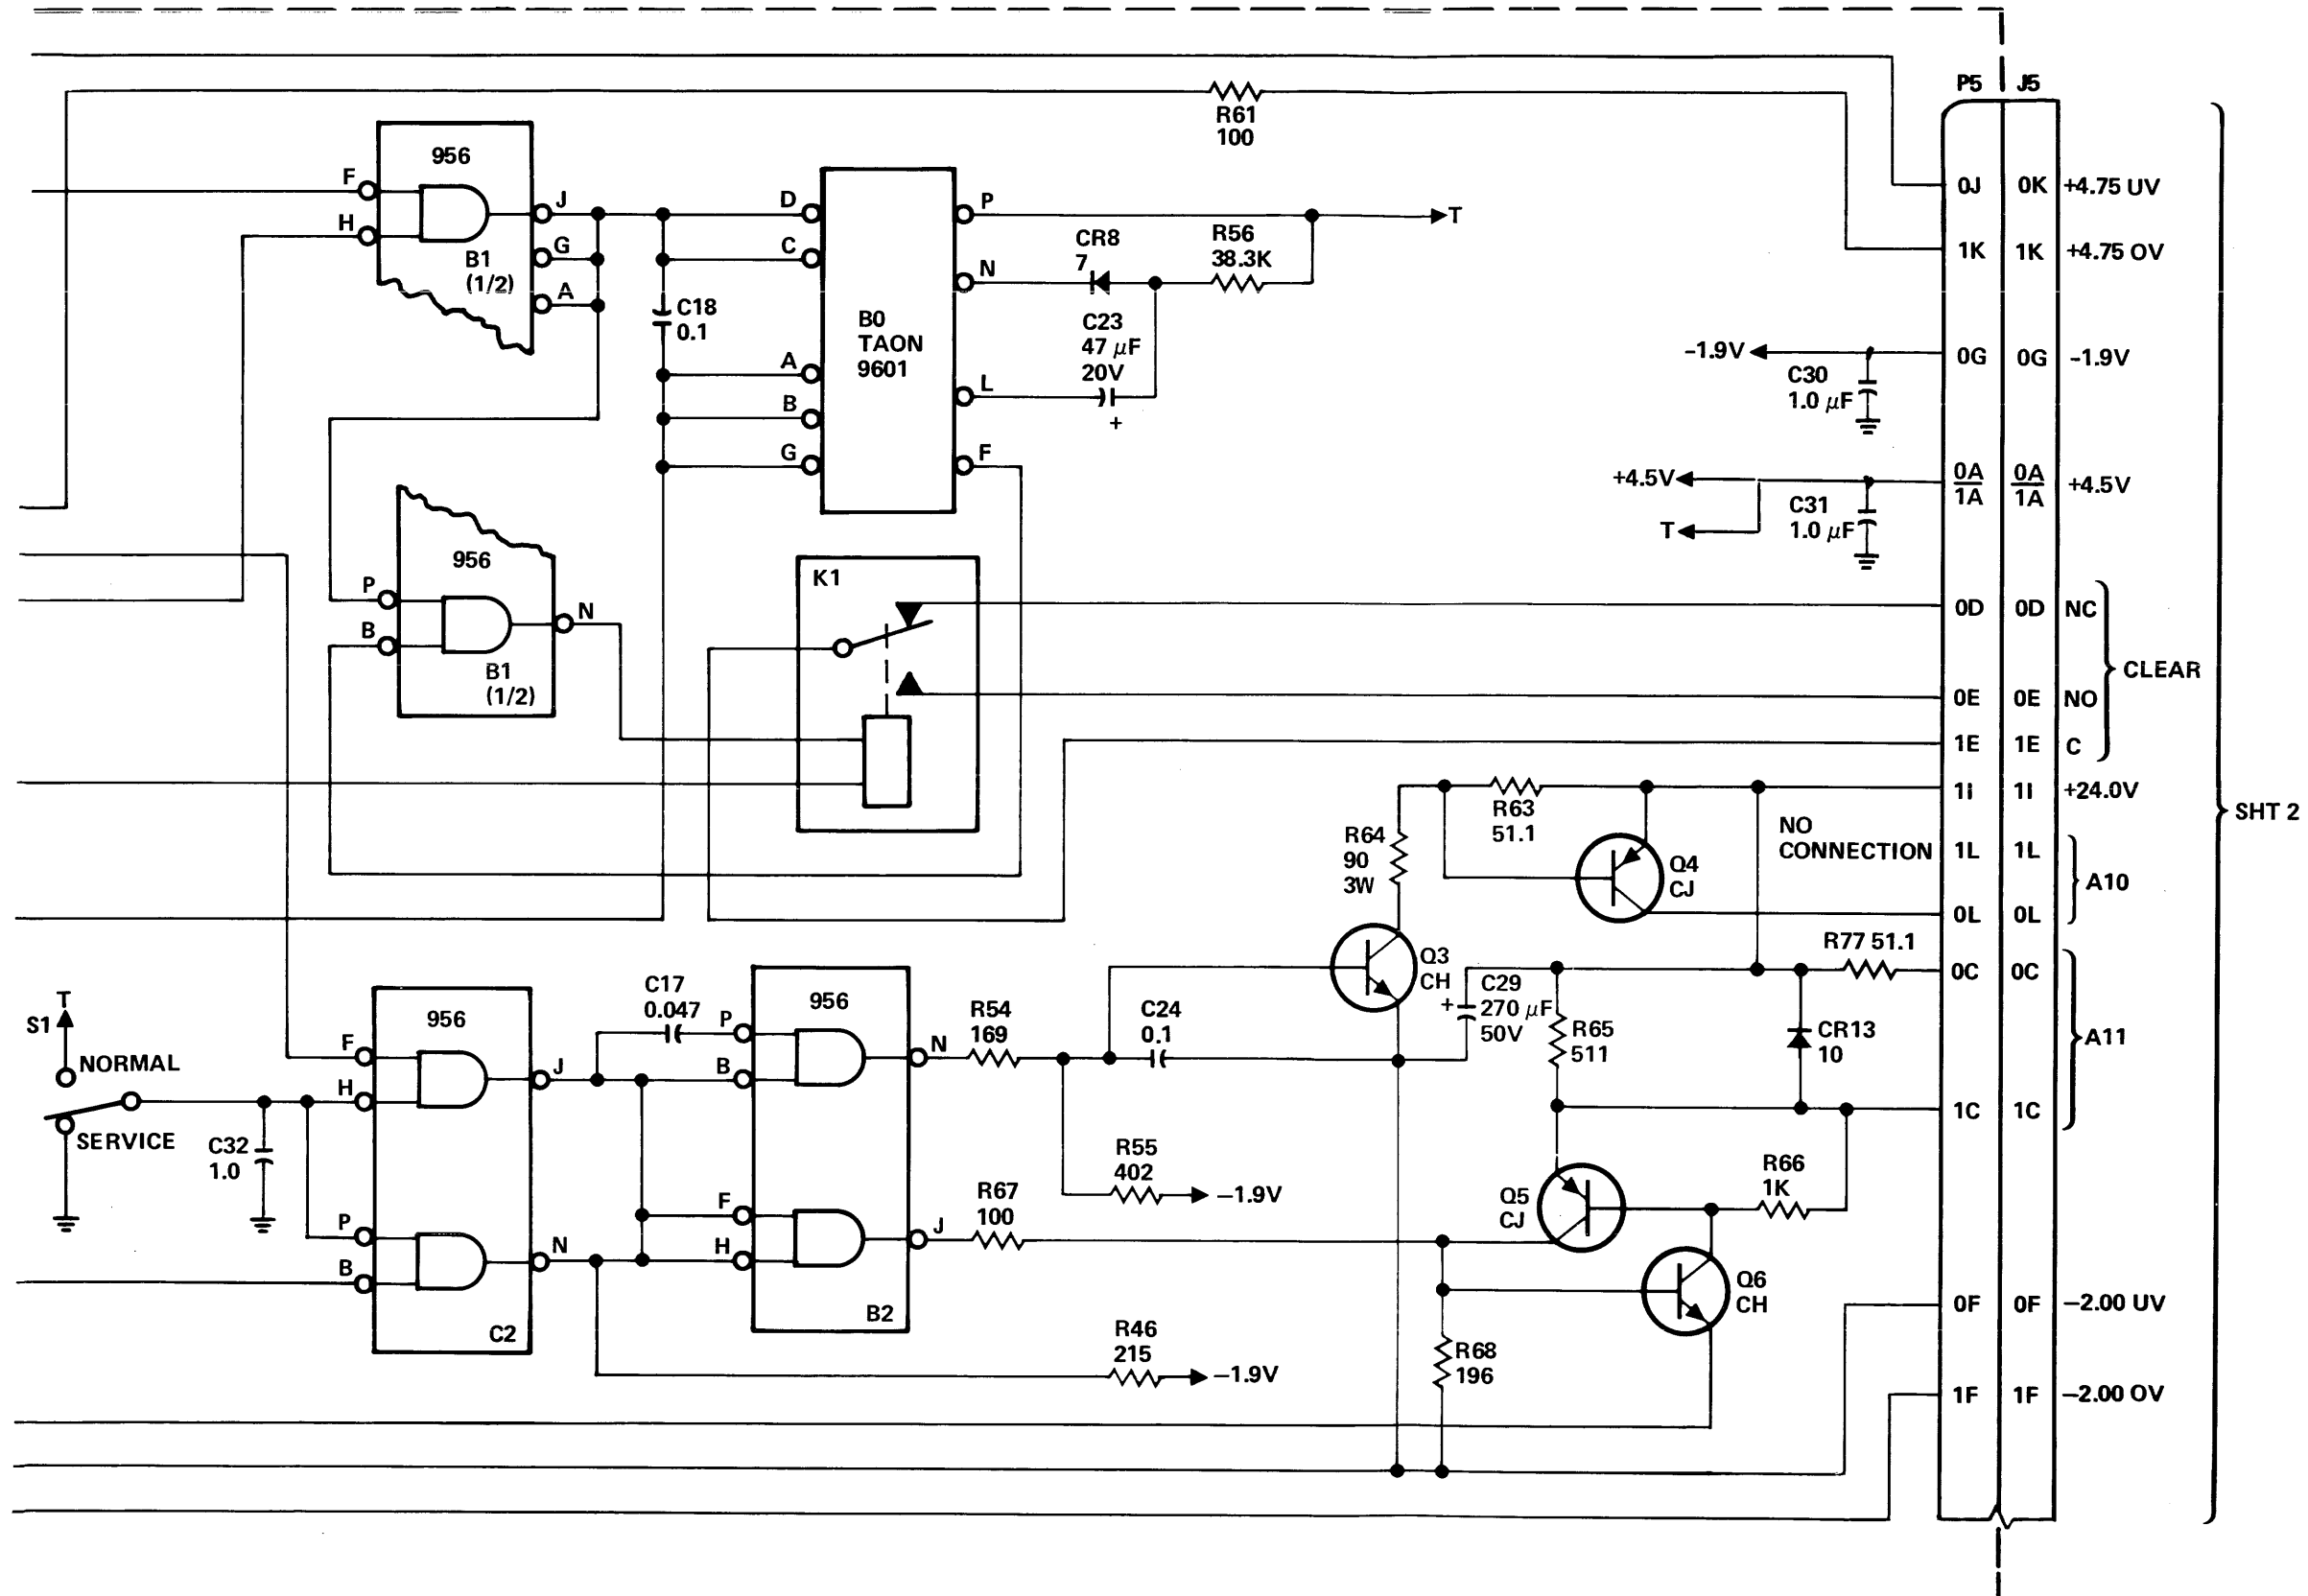 P5 J5
R61
100
956
F
H
J
G
A
B1
(1/2)
C18
0.1
D
C
A
B
G
B0
TAON
9601
P
N
L
F
T
CR8
7
R56
38.3K
C23
47 μF
20V
+
0J 0K +4.75 UV
1K 1K +4.75 OV
−1.9V
C30
1.0 μF
0G 0G −1.9V
+4.5V
T
C31
1.0 μF
0A 0A
1A 1A
+4.5V
956
P
B
N
B1
(1/2)
K1
0D 0D NC
0E 0E NO
1E 1E C
CLEAR
1I 1I +24.0V
SHT 2
R63
51.1
R64
90
3W
Q4
CJ
NO
CONNECTION
1L 1L
0L 0L
A10
R77 51.1
0C 0C
A11
1C 1C
Q3
CH
C29
+ 270 μF
50V
R65
511
CR13
10
T
S1
NORMAL
SERVICE
C32
1.0
956
F
H
P
B
J
N
C2
C17
0.047
956
P
B
F
H
N
J
B2
R54
169
C24
0.1
R55
402
−1.9V
R67
100
R46
215
−1.9V
Q5
CJ
R66
1K
Q6
CH
R68
196
0F 0F −2.00 UV
1F 1F −2.00 OV